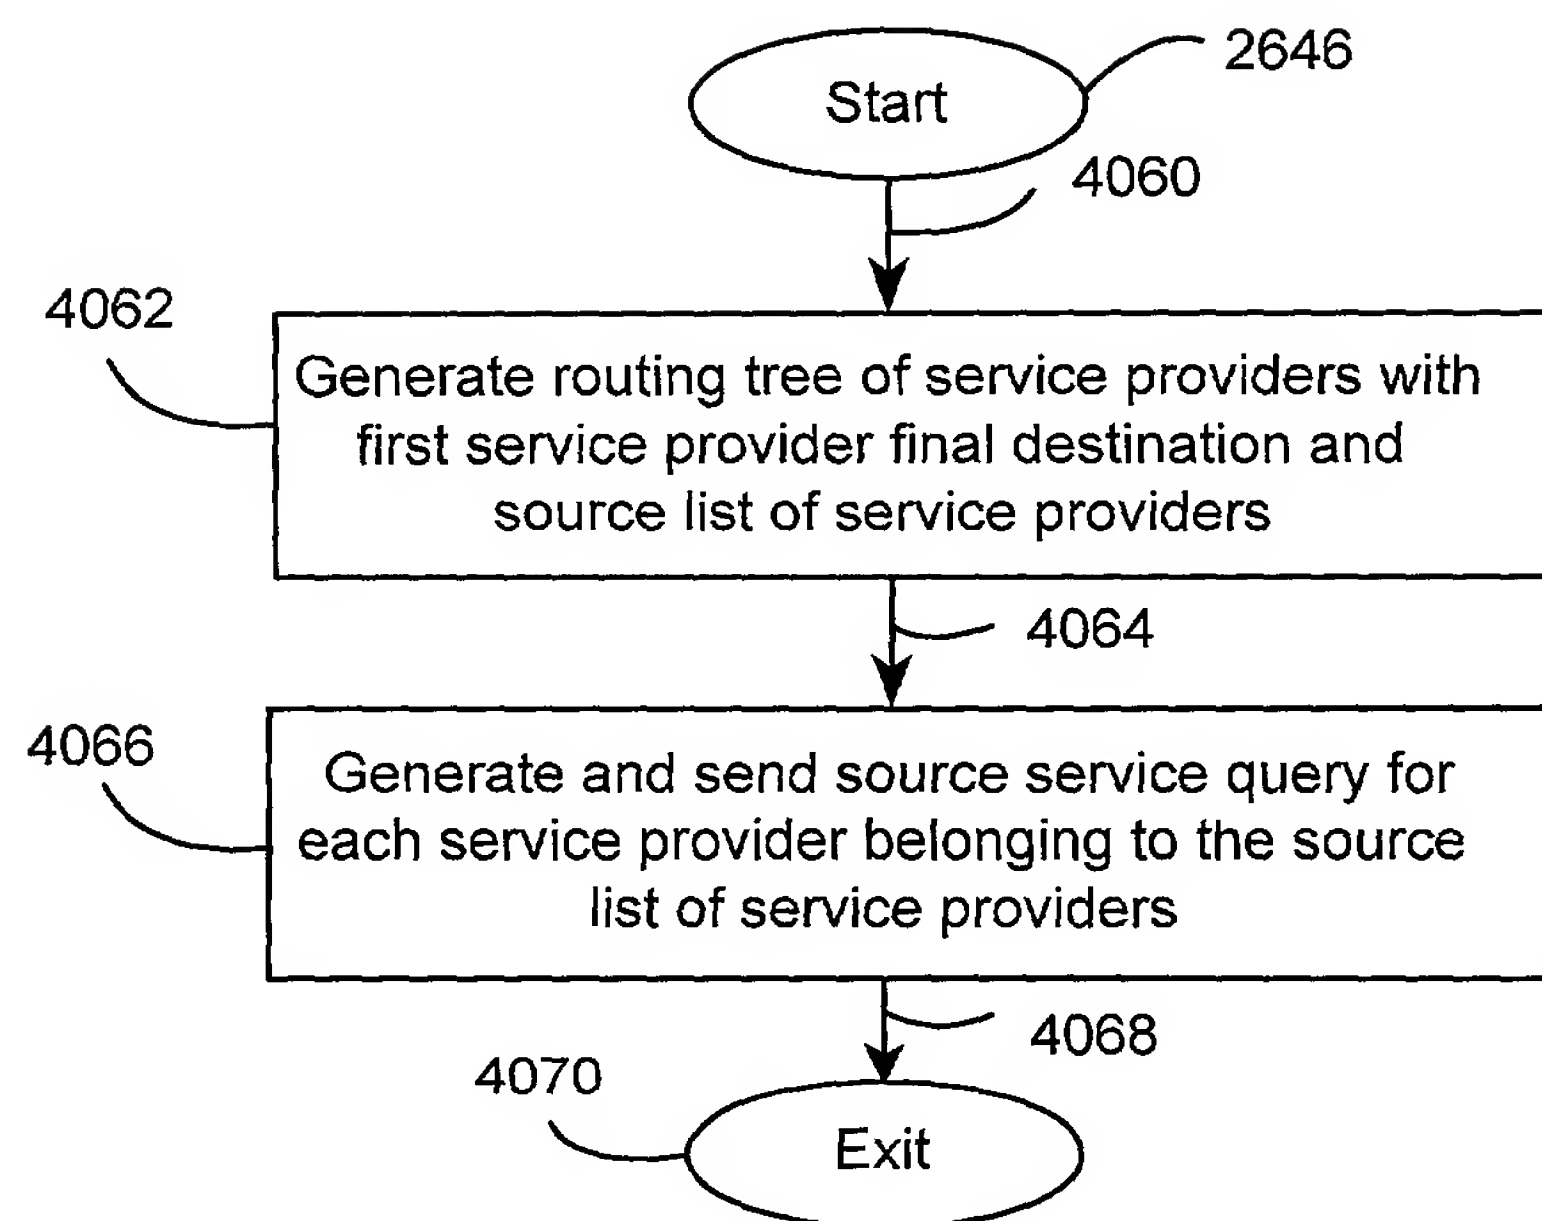 Start
2646
4060
4062
Generate routing tree of service providers with
first service provider final destination and
source list of service providers
4064
4066
Generate and send source service query for
each service provider belonging to the source
list of service providers
4068
4070
Exit